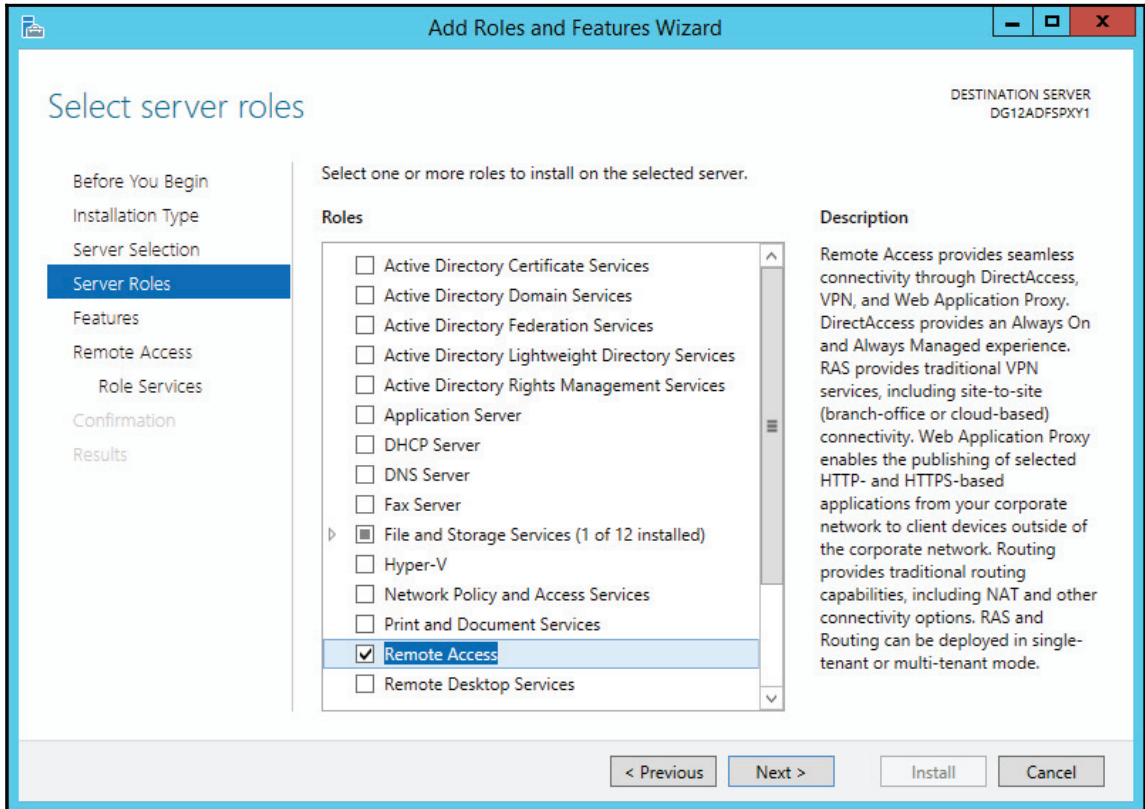 Add Roles and Features Wizard
Select server roles
DESTINATION SERVER
DG12ADFSPXY1
Before You Begin
Installation Type
Server Selection
Server Roles
Features
Remote Access
Role Services
Confirmation
Results
Select one or more roles to install on the selected server.
Roles
Active Directory Certificate Services
Active Directory Domain Services
Active Directory Federation Services
Active Directory Lightweight Directory Services
Active Directory Rights Management Services
Application Server
DHCP Server
DNS Server
Fax Server
File and Storage Services (1 of 12 installed)
Hyper-V
Network Policy and Access Services
Print and Document Services
Remote Access
Remote Desktop Services
Description
Remote Access provides seamless
connectivity through DirectAccess,
VPN, and Web Application Proxy.
DirectAccess provides an Always On
and Always Managed experience.
RAS provides traditional VPN
services, including site-to-site
(branch-office or cloud-based)
connectivity. Web Application Proxy
enables the publishing of selected
HTTP- and HTTPS-based
applications from your corporate
network to client devices outside of
the corporate network. Routing
provides traditional routing
capabilities, including NAT and other
connectivity options. RAS and
Routing can be deployed in single-
tenant or multi-tenant mode.
< Previous
Next >
Install
Cancel